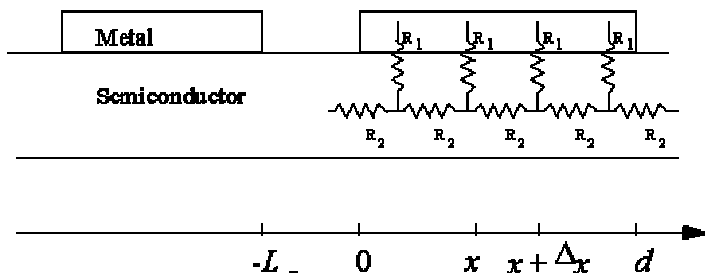 Metal
R1 R1 R1 R1
Semiconductor
R2 R2 R2 R2 R2
-L 0 x x + Δx d